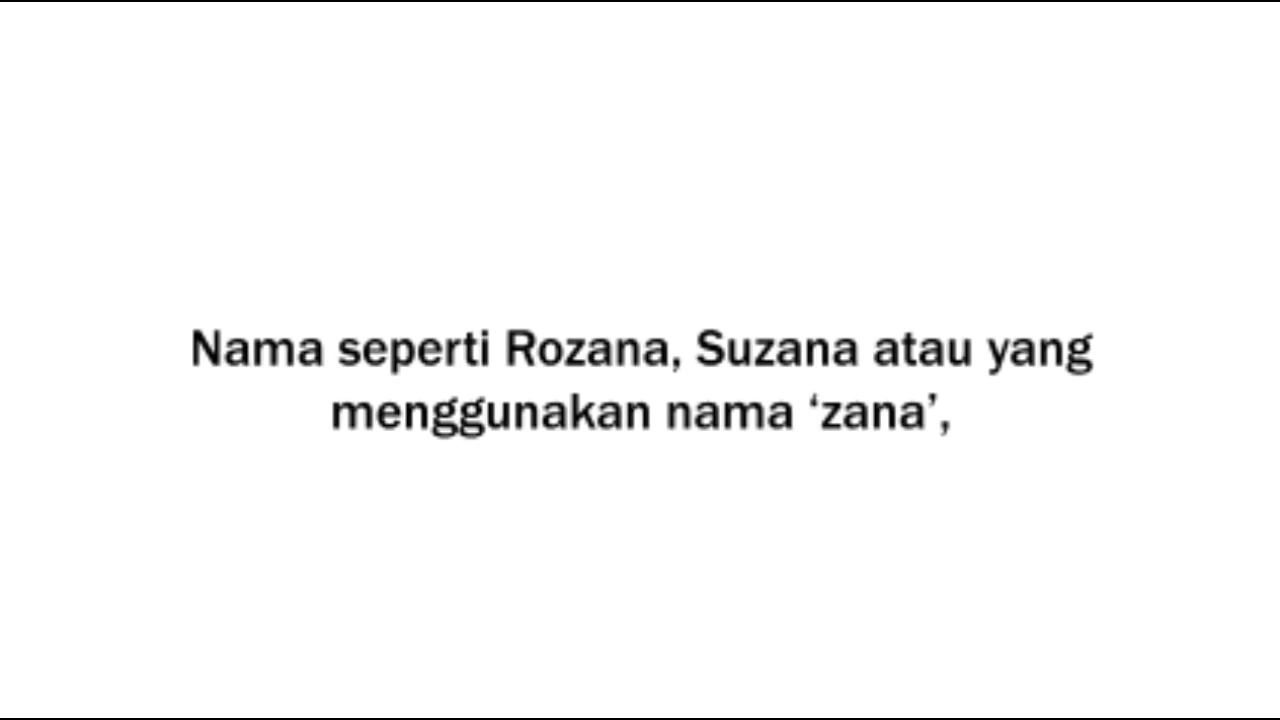 Nama seperti Rozana, Suzana atau yang
menggunakan nama ‘zana’,